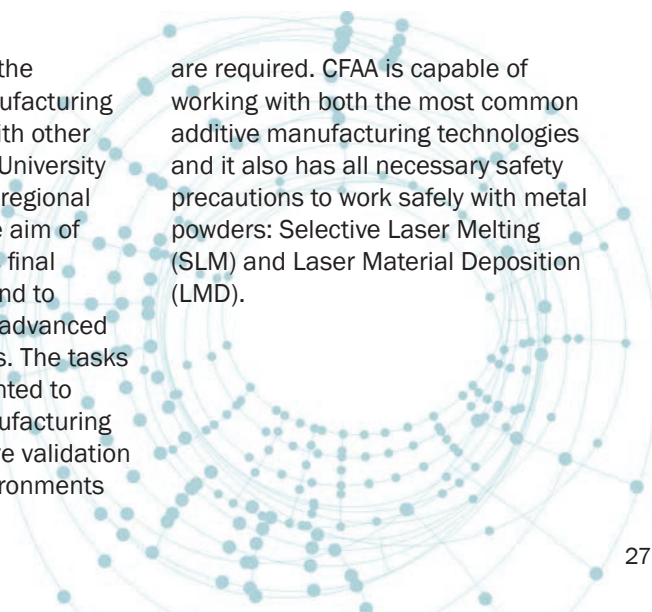 the
ufacturing
ith other
University
regional
e aim of
final
nd to
advanced
s. The tasks
nted to
ufacturing
e validation
ronments
are required. CFAA is capable of
working with both the most common
additive manufacturing technologies
and it also has all necessary safety
precautions to work safely with metal
powders: Selective Laser Melting
(SLM) and Laser Material Deposition
(LMD).
27